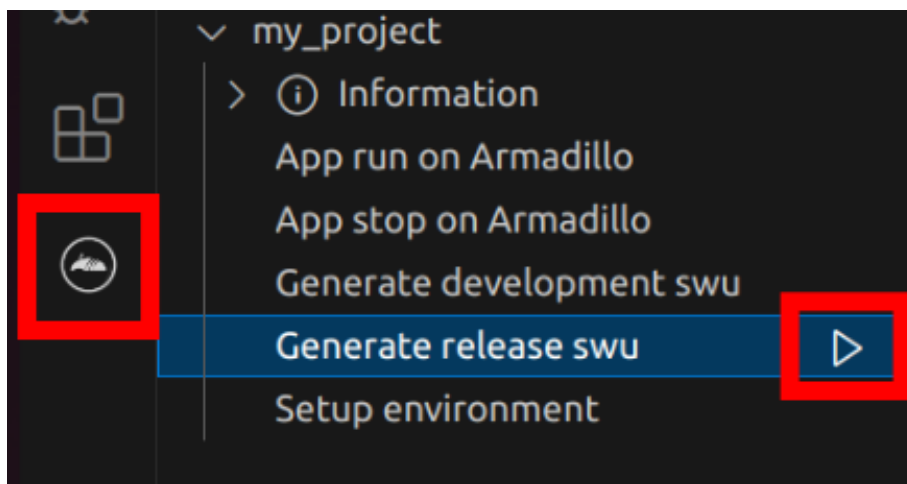 my_project
Information
App run on Armadillo
App stop on Armadillo
Generate development swu
Generate release swu
Setup environment